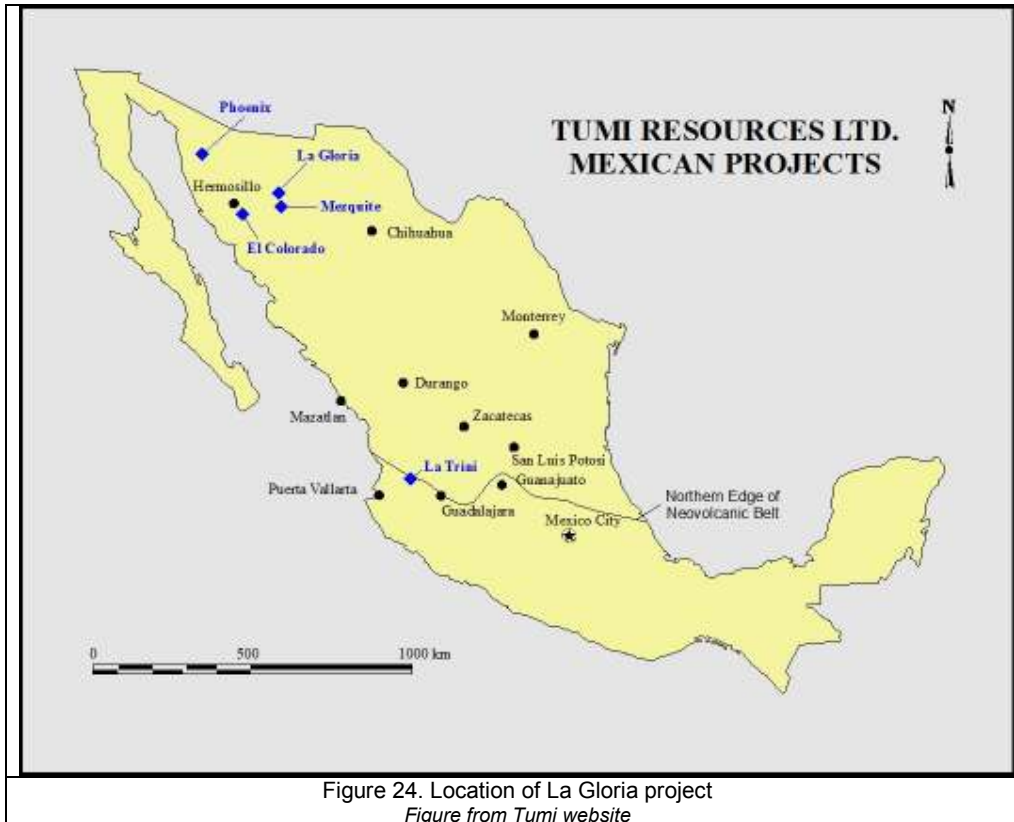 TUMI RESOURCES LTD.
MEXICAN PROJECTS
N
Phoenix
La Gloria
Hermosillo
Mezquite
El Colorado
Chihuahua
Monterrey
Durango
Mazatlan
Zacatecas
San Luis Potosi
La Trini
Guanajuato
Puerta Vallarta
Guadalajara
Northern Edge of
Neovolcanic Belt
Mexico City
0 500 1000 km
Figure 24. Location of La Gloria project
Figure from Tumi website